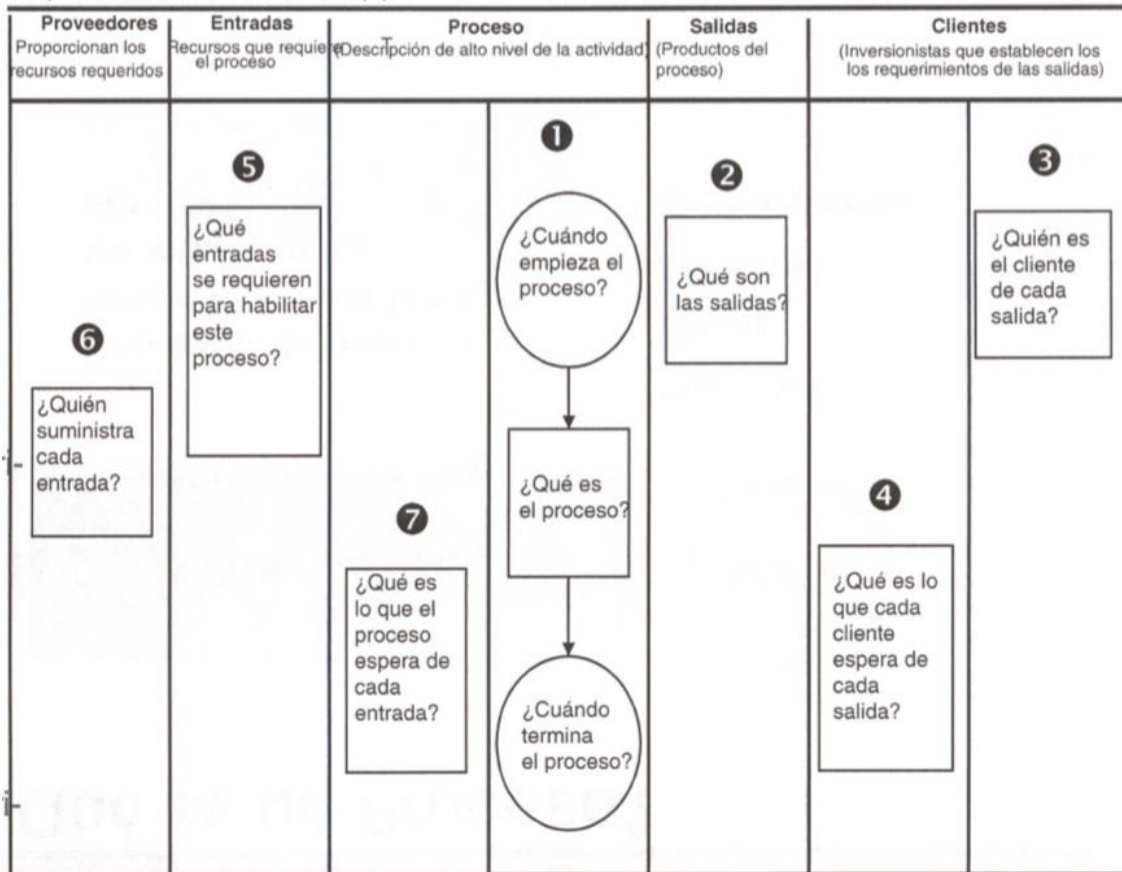 Proveedores
Proporcionan los
recursos requeridos
Entradas
Recursos que requiere
el proceso
Proceso
(Descripción de alto nivel de la actividad)
Salidas
(Productos del
proceso)
Clientes
(Inversionistas que establecen los
los requerimientos de las salidas)
1
¿Cuándo
empieza el
proceso?
¿Qué es
el proceso?
¿Cuándo
termina
el proceso?
2
¿Qué son
las salidas?
3
¿Quién es
el cliente
de cada
salida?
4
¿Qué es lo
que cada
cliente
espera de
cada
salida?
5
¿Qué
entradas
se requieren
para habilitar
este
proceso?
6
¿Quién
suministra
cada
entrada?
7
¿Qué es
lo que el
proceso
espera de
cada
entrada?